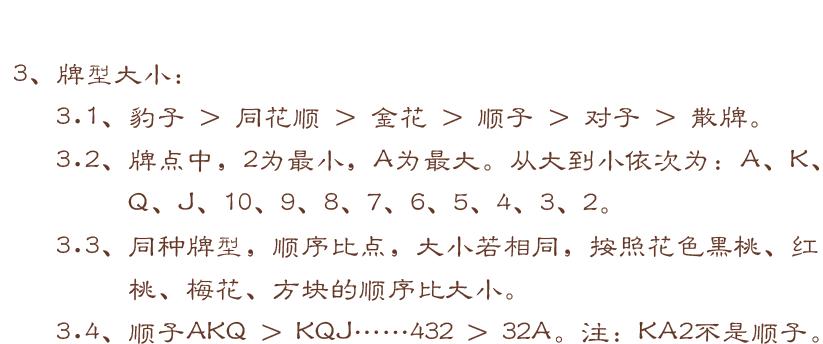 3、牌型大小：
3.1、豹子 > 同花顺 > 金花 > 顺子 > 对子 > 散牌。
3.2、牌点中，2为最小，A为最大。从大到小依次为：A、K、
Q、J、10、9、8、7、6、5、4、3、2。
3.3、同种牌型，顺序比点，大小若相同，按照花色黑桃、红
桃、梅花、方块的顺序比大小。
3.4、顺子AKQ > KQJ……432 > 32A。注：KA2不是顺子。